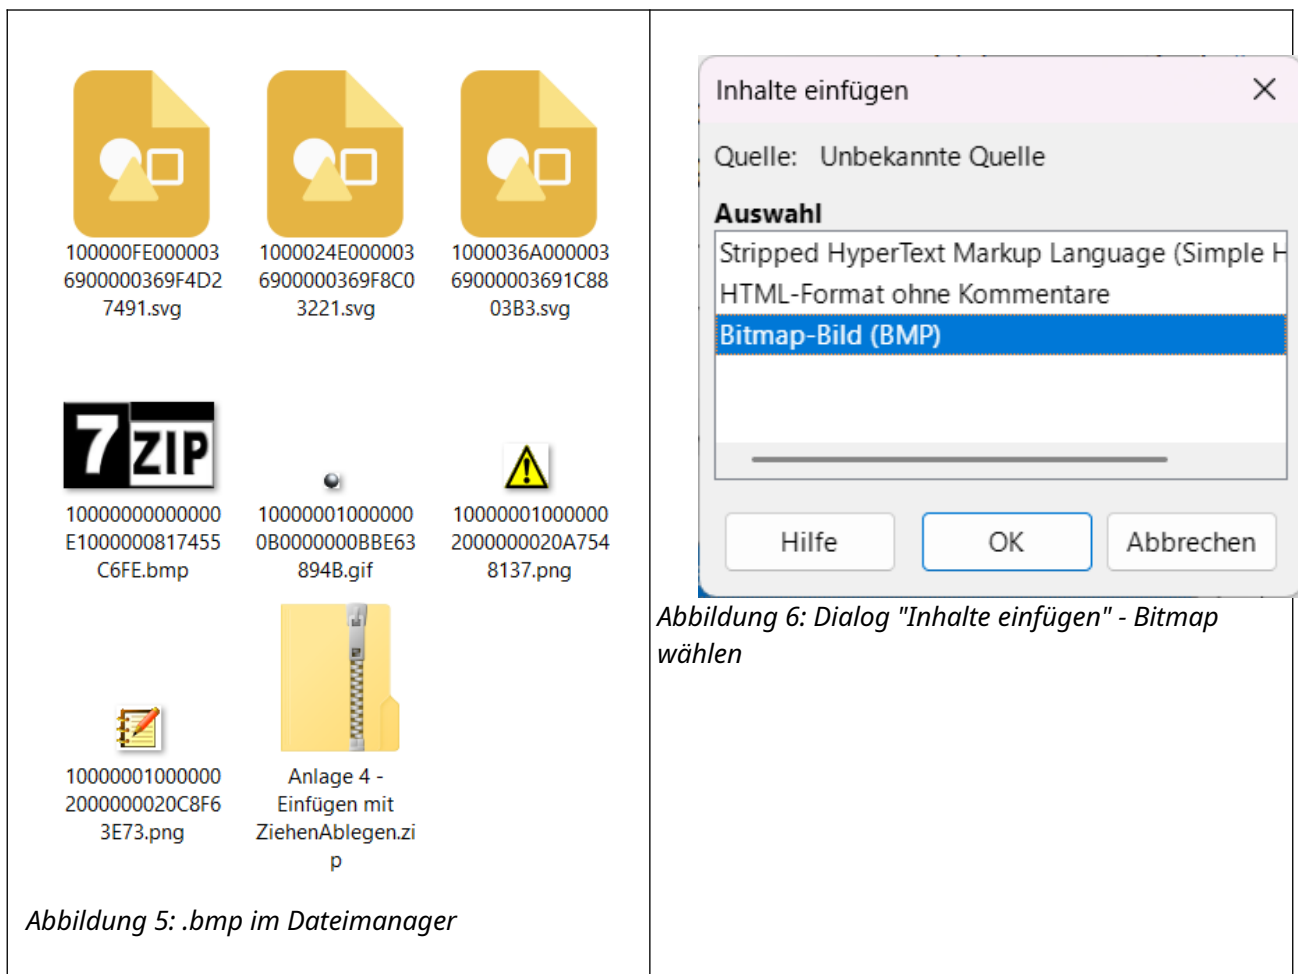 100000FE000003
6900000369F4D2
7491.svg
1000024E000003
6900000369F8C0
3221.svg
1000036A000003
69000003691C88
03B3.svg
7ZIP
10000000000000
E1000000817455
C6FE.bmp
10000001000000
0B0000000BBE63
894B.gif
10000001000000
2000000020A754
8137.png
10000001000000
2000000020C8F6
3E73.png
Anlage 4 -
Einfügen mit
ZiehenAblegen.zi
p
Abbildung 5: .bmp im Dateimanager
Inhalte einfügen
Quelle: Unbekannte Quelle
Auswahl
Stripped HyperText Markup Language (Simple H
HTML-Format ohne Kommentare
Bitmap-Bild (BMP)
Hilfe
OK
Abbrechen
Abbildung 6: Dialog "Inhalte einfügen" - Bitmap
wählen